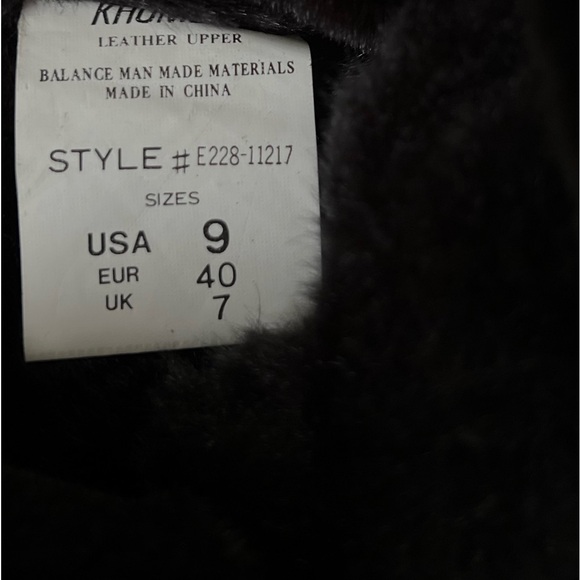 LEATHER UPPER
BALANCE MAN MADE MATERIALS
MADE IN CHINA
STYLE # E228-11217
SIZES
USA 9
EUR 40
UK 7